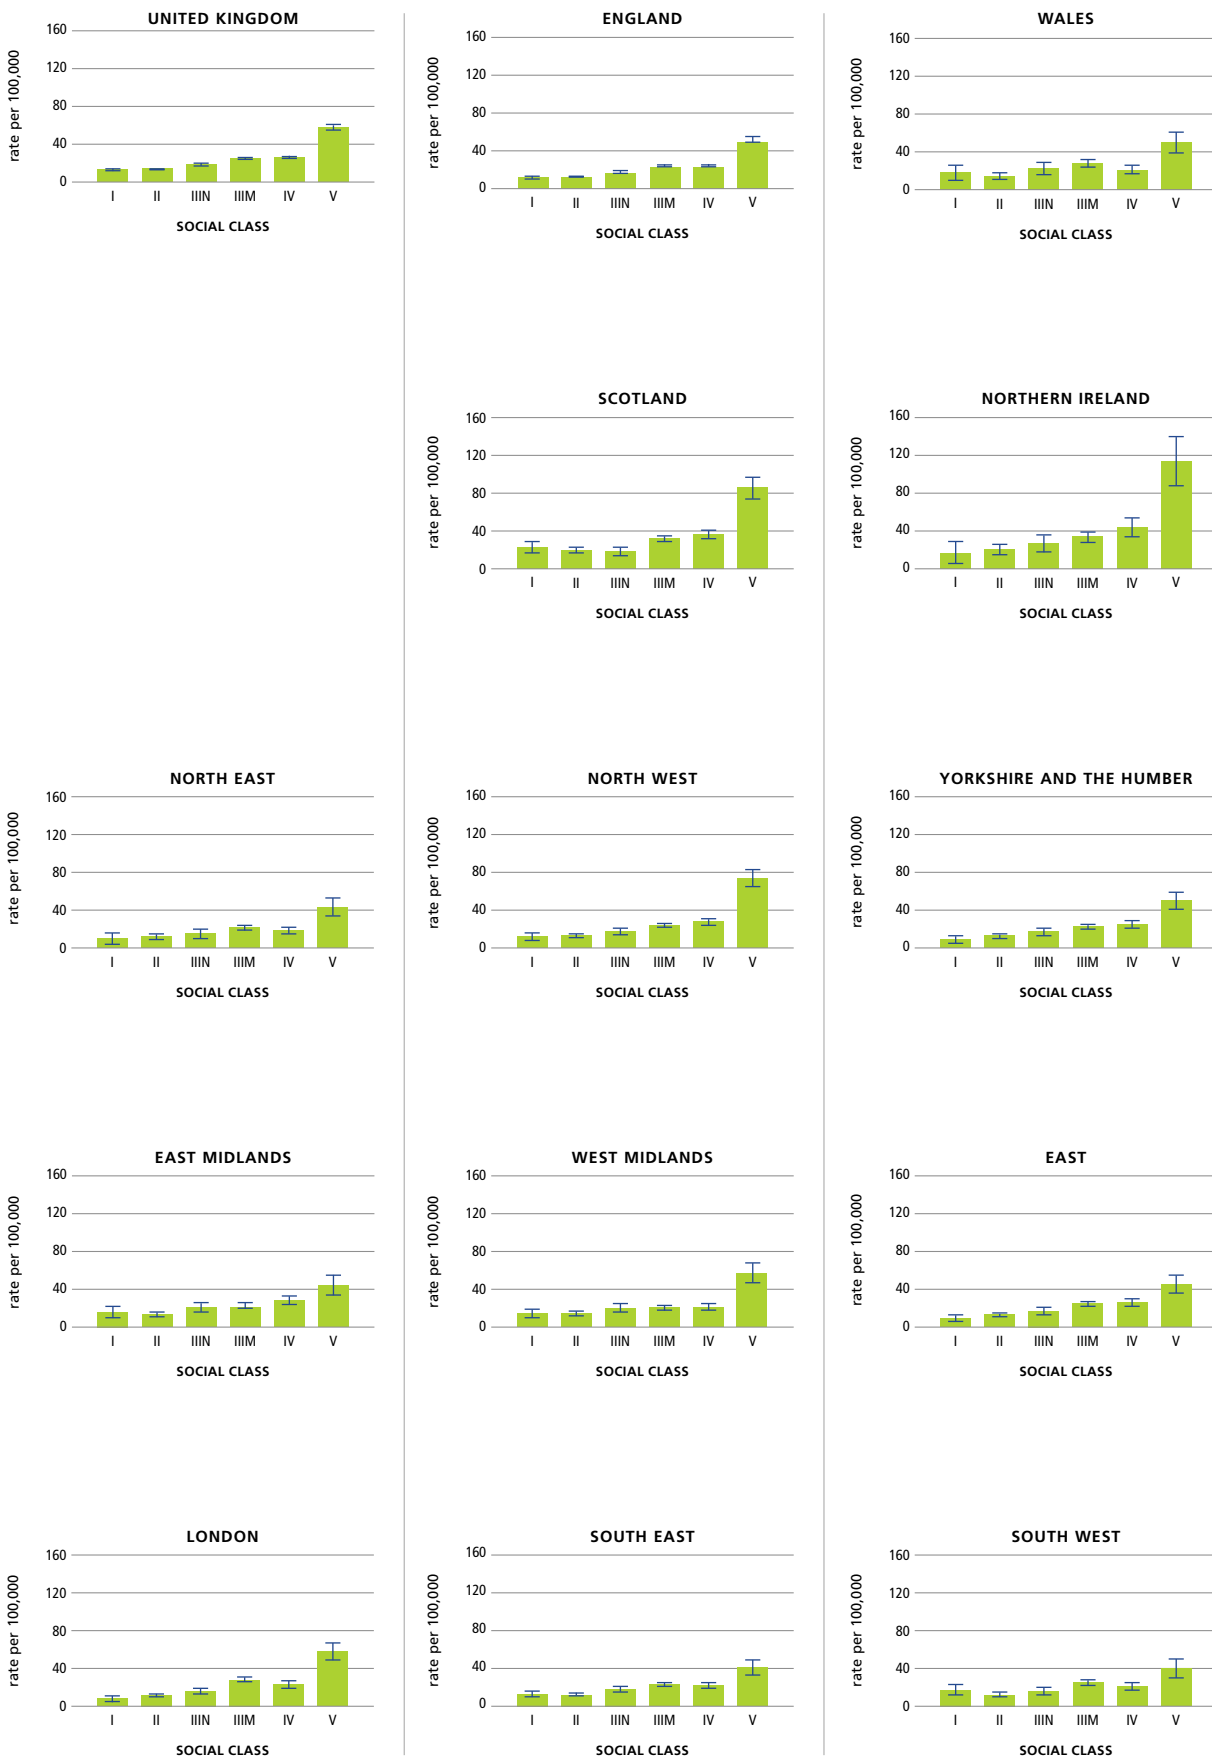 UNITED KINGDOM
rate per 100,000
160
120
80
40
0
I II IIIN IIIM IV V
SOCIAL CLASS
ENGLAND
rate per 100,000
160
120
80
40
0
I II IIIN IIIM IV V
SOCIAL CLASS
WALES
rate per 100,000
160
120
80
40
0
I II IIIN IIIM IV V
SOCIAL CLASS
SCOTLAND
rate per 100,000
160
120
80
40
0
I II IIIN IIIM IV V
SOCIAL CLASS
NORTHERN IRELAND
rate per 100,000
160
120
80
40
0
I II IIIN IIIM IV V
SOCIAL CLASS
NORTH EAST
rate per 100,000
160
120
80
40
0
I II IIIN IIIM IV V
SOCIAL CLASS
NORTH WEST
rate per 100,000
160
120
80
40
0
I II IIIN IIIM IV V
SOCIAL CLASS
YORKSHIRE AND THE HUMBER
rate per 100,000
160
120
80
40
0
I II IIIN IIIM IV V
SOCIAL CLASS
EAST MIDLANDS
rate per 100,000
160
120
80
40
0
I II IIIN IIIM IV V
SOCIAL CLASS
WEST MIDLANDS
rate per 100,000
160
120
80
40
0
I II IIIN IIIM IV V
SOCIAL CLASS
EAST
rate per 100,000
160
120
80
40
0
I II IIIN IIIM IV V
SOCIAL CLASS
LONDON
rate per 100,000
160
120
80
40
0
I II IIIN IIIM IV V
SOCIAL CLASS
SOUTH EAST
rate per 100,000
160
120
80
40
0
I II IIIN IIIM IV V
SOCIAL CLASS
SOUTH WEST
rate per 100,000
160
120
80
40
0
I II IIIN IIIM IV V
SOCIAL CLASS